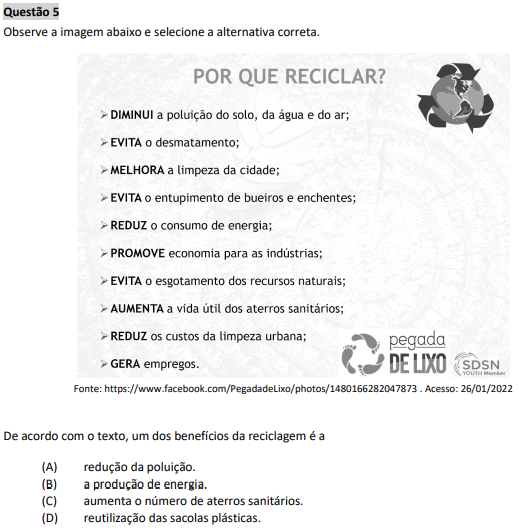 Questão 5
Observe a imagem abaixo e selecione a alternativa correta.
POR QUE RECICLAR?
➢ DIMINUI a poluição do solo, da água e do ar;
➢ EVITA o desmatamento;
➢ MELHORA a limpeza da cidade;
➢ EVITA o entupimento de bueiros e enchentes;
➢ REDUZ o consumo de energia;
➢ PROMOVE economia para as indústrias;
➢ EVITA o esgotamento dos recursos naturais;
➢ AUMENTA a vida útil dos aterros sanitários;
➢ REDUZ os custos da limpeza urbana;
➢ GERA empregos.
pegada
DE LIXO
SDSN
YOUTH Member
Fonte: https://www.facebook.com/PegadadeLixo/photos/1480166282047873 . Acesso: 26/01/2022
De acordo com o texto, um dos benefícios da reciclagem é a
(A) redução da poluição.
(B) a produção de energia.
(C) aumenta o número de aterros sanitários.
(D) reutilização das sacolas plásticas.